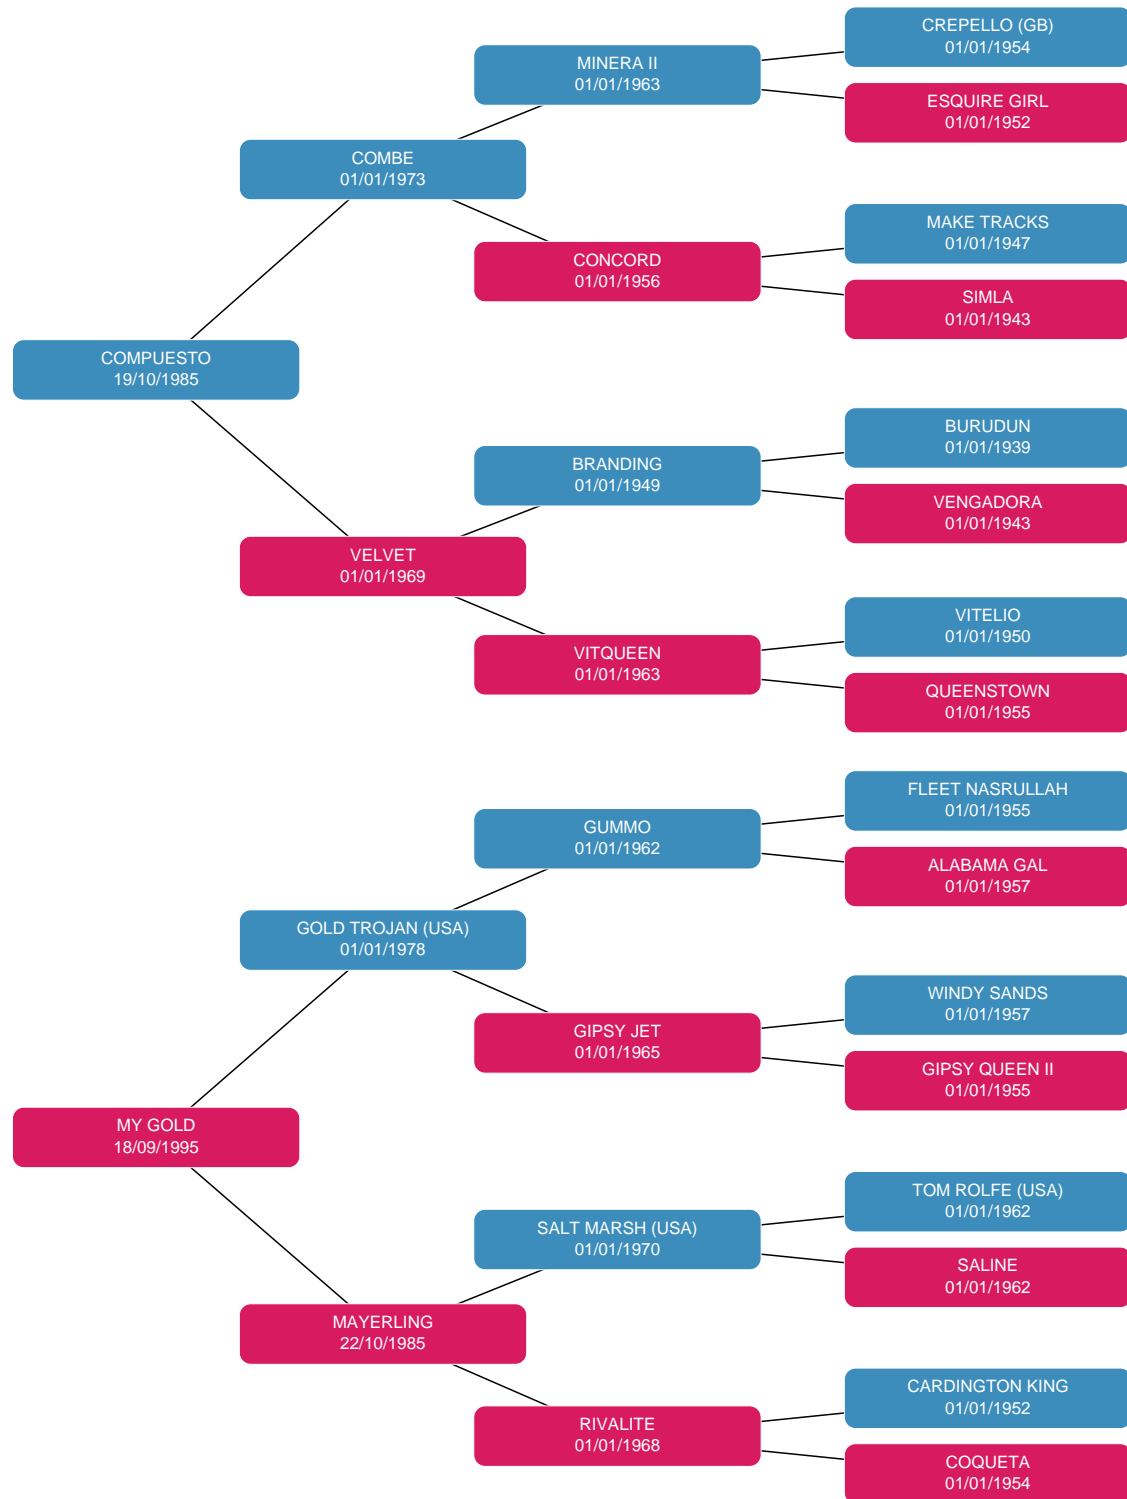 CREPELLO (GB)
01/01/1954
MINERA II
01/01/1963
ESQUIRE GIRL
01/01/1952
COMBE
01/01/1973
MAKE TRACKS
01/01/1947
CONCORD
01/01/1956
SIMLA
01/01/1943
COMPUESTO
19/10/1985
BURUDUN
01/01/1939
BRANDING
01/01/1949
VENGADORA
01/01/1943
VELVET
01/01/1969
VITELIO
01/01/1950
VITQUEEN
01/01/1963
QUEENSTOWN
01/01/1955
FLEET NASRULLAH
01/01/1955
GUMMO
01/01/1962
ALABAMA GAL
01/01/1957
GOLD TROJAN (USA)
01/01/1978
WINDY SANDS
01/01/1957
GIPSY JET
01/01/1965
GIPSY QUEEN II
01/01/1955
MY GOLD
18/09/1995
TOM ROLFE (USA)
01/01/1962
SALT MARSH (USA)
01/01/1970
SALINE
01/01/1962
MAYERLING
22/10/1985
CARDINGTON KING
01/01/1952
RIVALITE
01/01/1968
COQUETA
01/01/1954